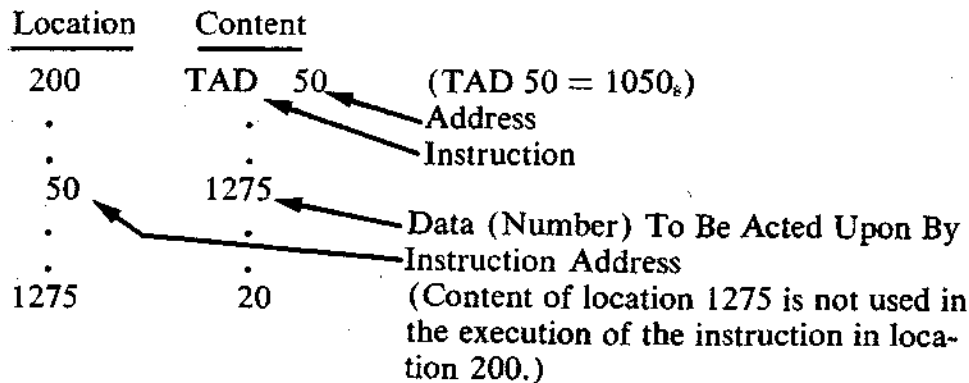 Location Content
200 TAD 50 (TAD 50 = 1050₈)
. . Address
. . Instruction
50 1275
. . Data (Number) To Be Acted Upon By
. . Instruction Address
1275 20 (Content of location 1275 is not used in
the execution of the instruction in loca-
tion 200.)